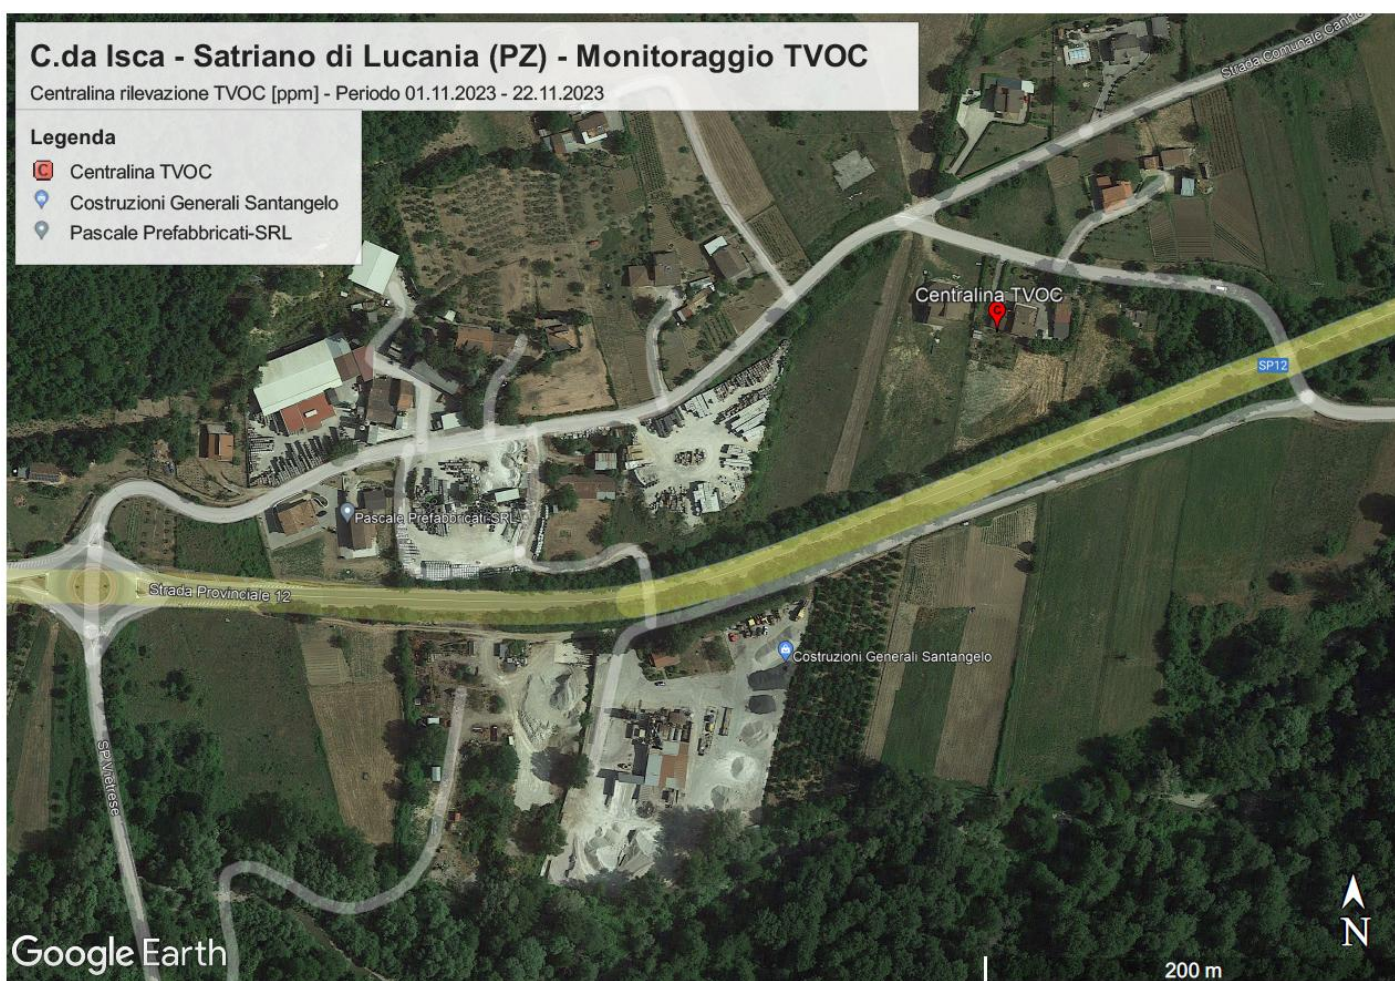 C.da Isca - Satriano di Lucania (PZ) - Monitoraggio TVOC
Centralina rilevazione TVOC [ppm] - Periodo 01.11.2023 - 22.11.2023
Legenda
C Centralina TVOC
Costruzioni Generali Santangelo
Pascale Prefabbricati-SRL
Strada Comunale
Centralina TVOC
C
SP12
Pascale Prefabbricati-SRL
Strada Provinciale 12
Costruzioni Generali Santangelo
SP Vietrese
N
Google Earth
200 m